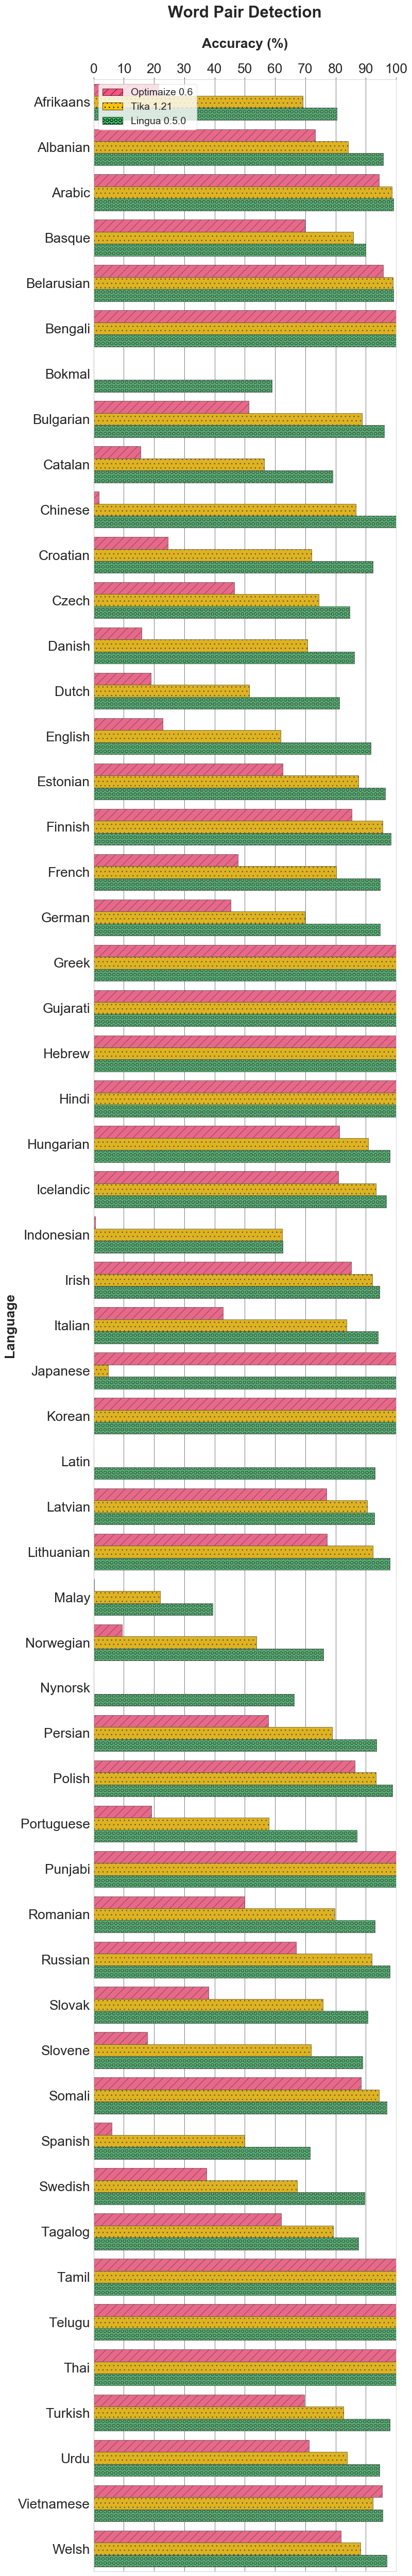 Word Pair Detection
Accuracy (%)
0 10 20 30 40 50 60 70 80 90 100
Optimaize 0.6
Tika 1.21
Lingua 0.5.0
Afrikaans
Albanian
Arabic
Basque
Belarusian
Bengali
Bokmal
Bulgarian
Catalan
Chinese
Croatian
Czech
Danish
Dutch
English
Estonian
Finnish
French
German
Greek
Gujarati
Hebrew
Hindi
Hungarian
Icelandic
Indonesian
Irish
Italian
Language
Japanese
Korean
Latin
Latvian
Lithuanian
Malay
Norwegian
Nynorsk
Persian
Polish
Portuguese
Punjabi
Romanian
Russian
Slovak
Slovene
Somali
Spanish
Swedish
Tagalog
Tamil
Telugu
Thai
Turkish
Urdu
Vietnamese
Welsh